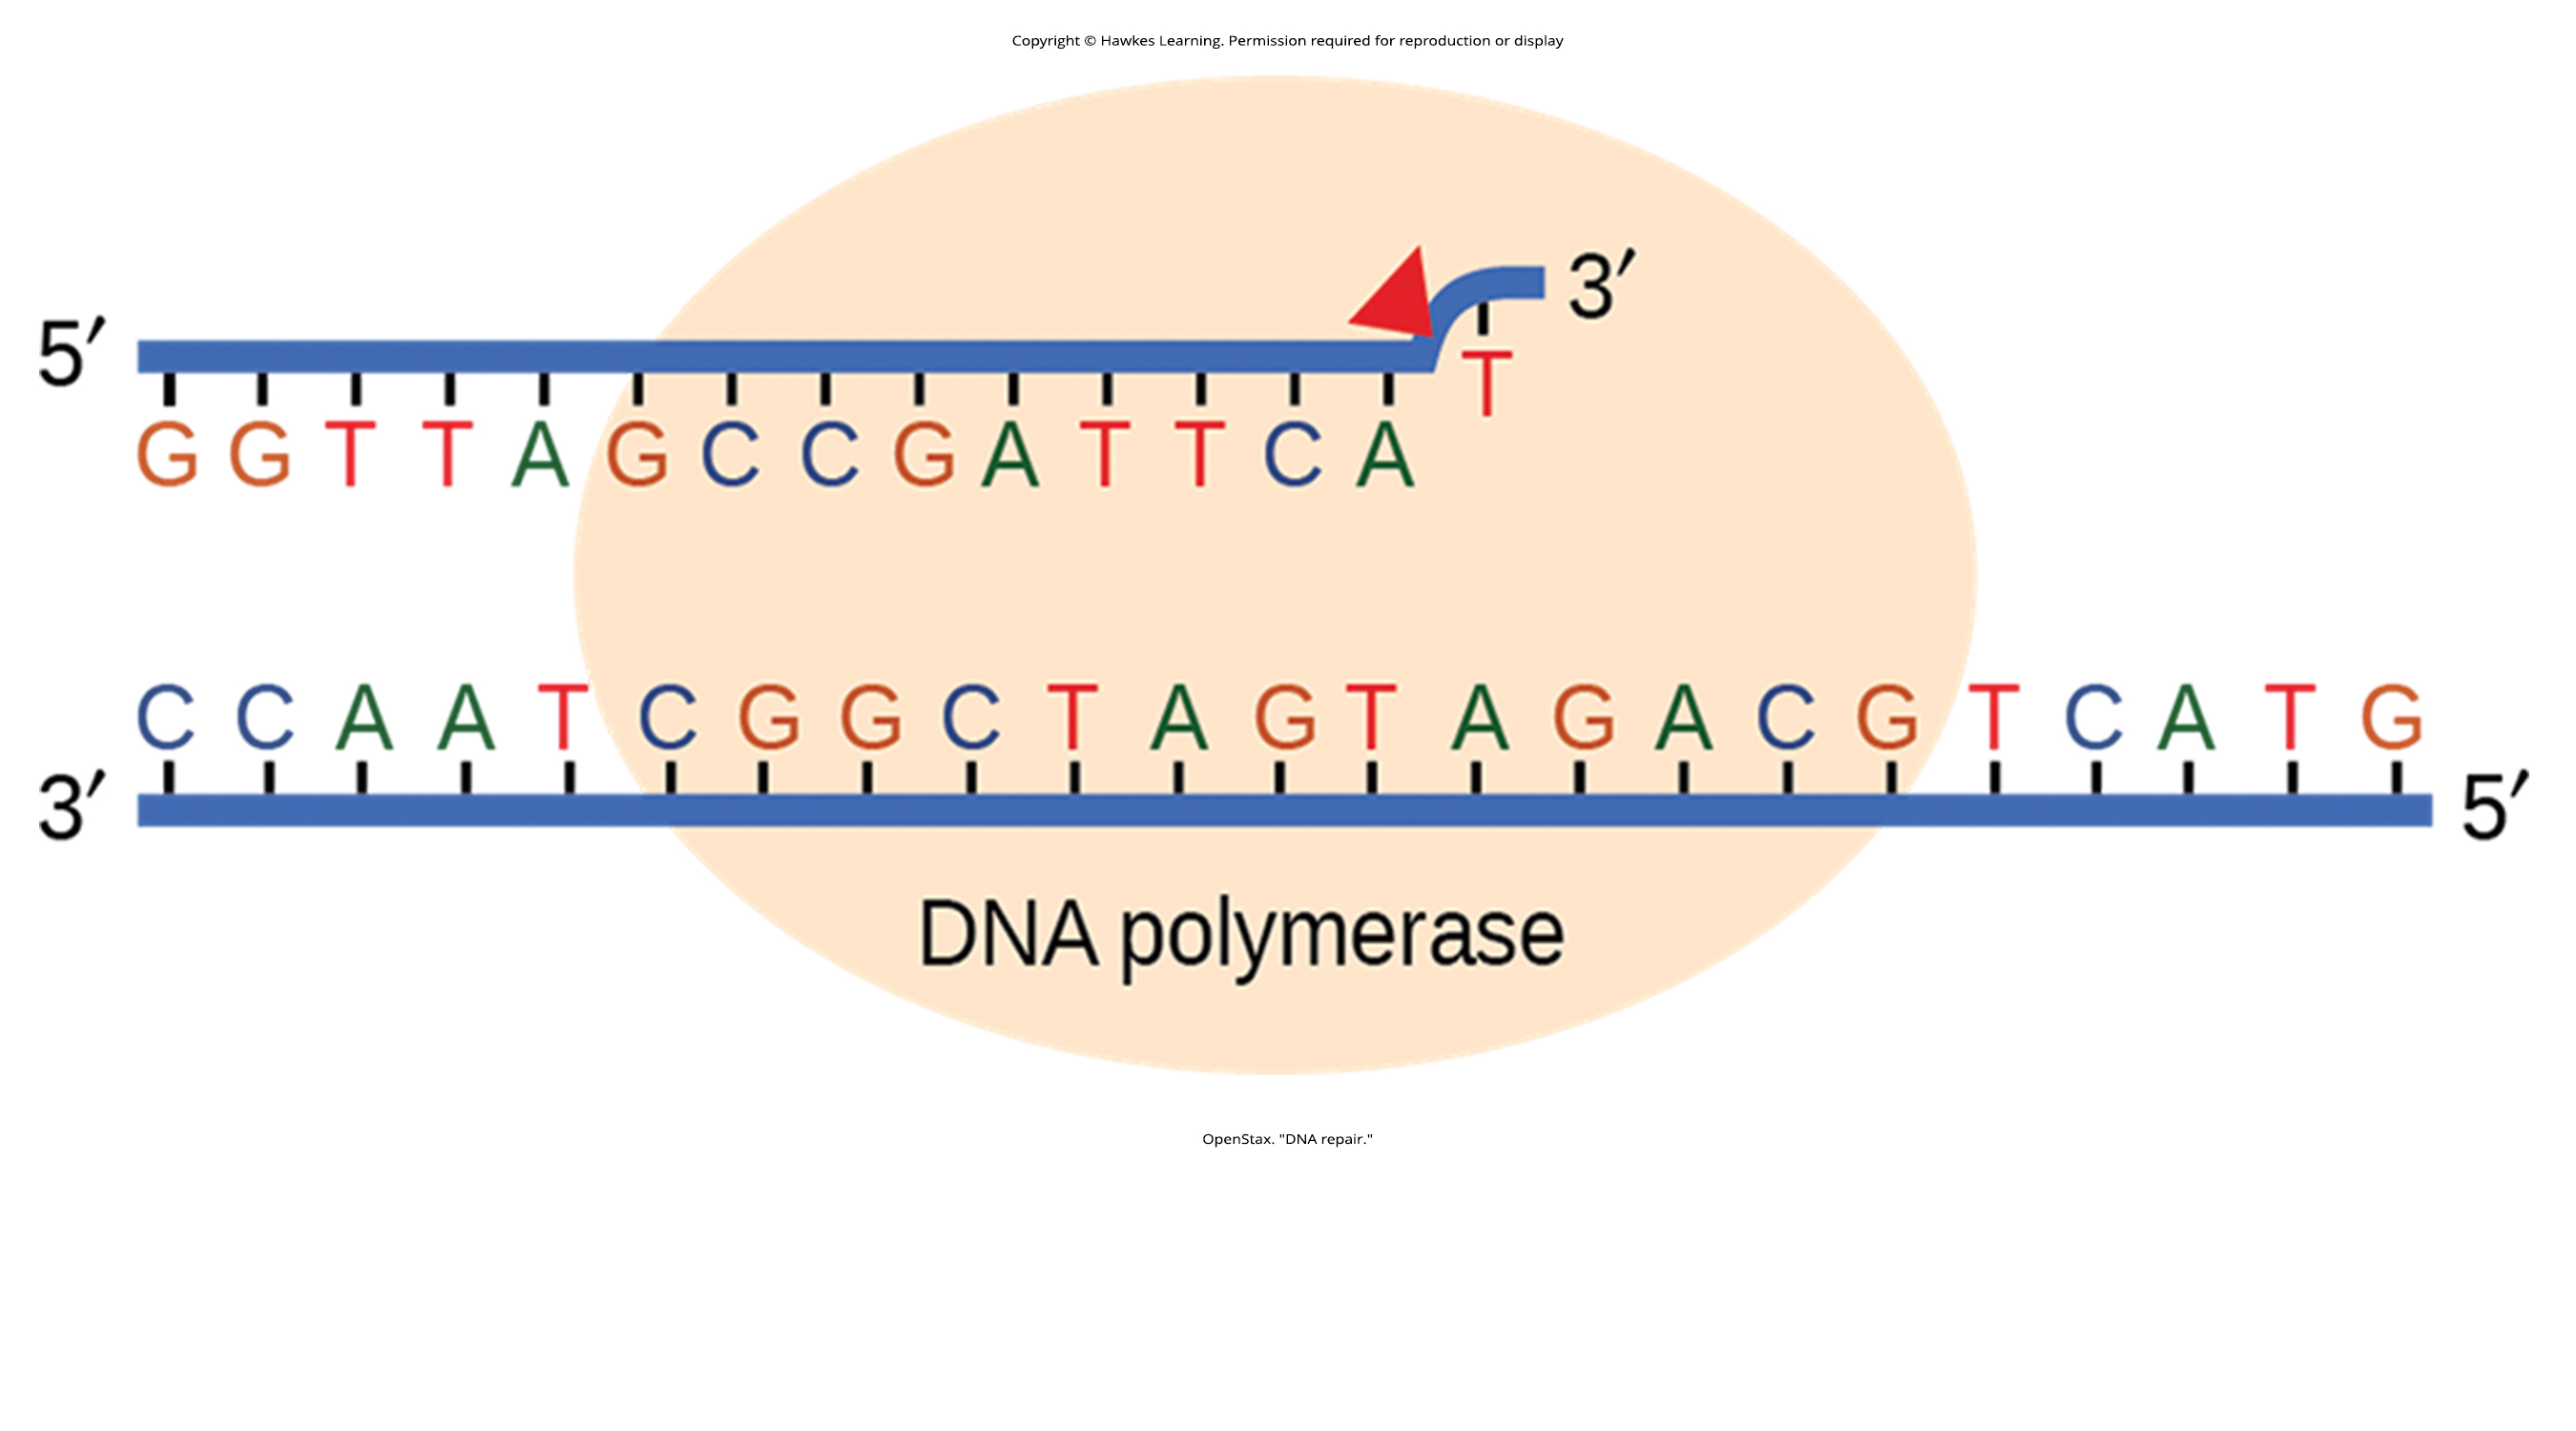 Copyright © Hawkes Learning. Permission required for reproduction or display
3′
5′
T
G G T T A G C C G A T T C A
C C A A T C G G C T A G T A G A C G T C A T G
3′ 5′
DNA polymerase
OpenStax. "DNA repair."